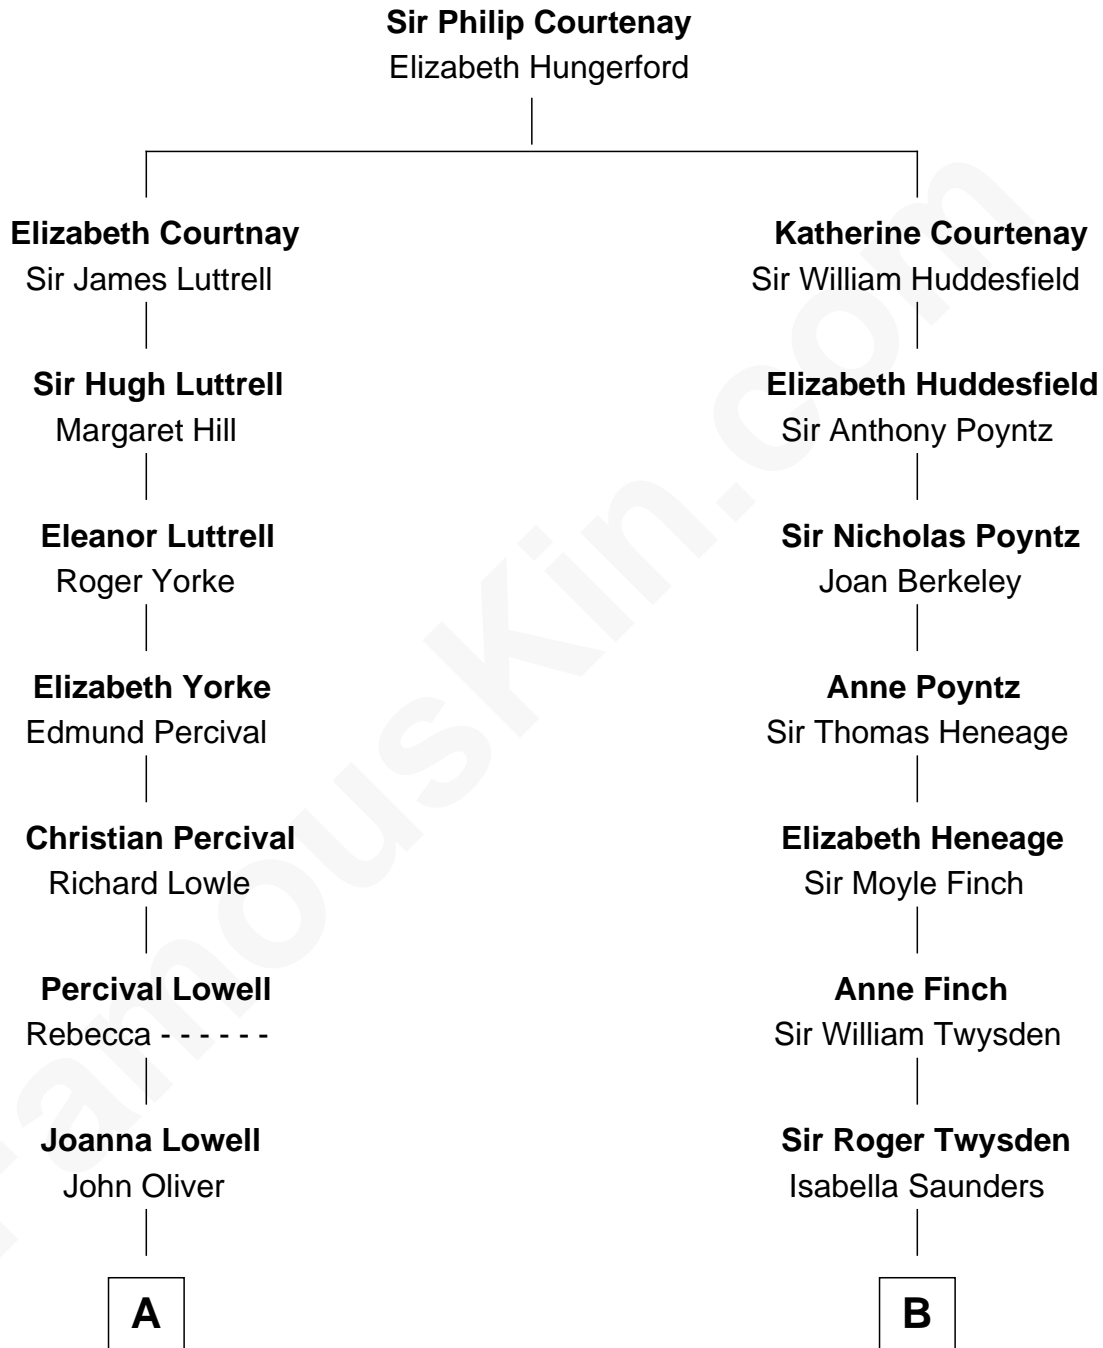 Sir Philip Courtenay
Elizabeth Hungerford
Elizabeth Courtnay
Sir James Luttrell
Sir Hugh Luttrell
Margaret Hill
Eleanor Luttrell
Roger Yorke
Elizabeth Yorke
Edmund Percival
Christian Percival
Richard Lowle
Percival Lowell
Rebecca - - - - - -
Joanna Lowell
John Oliver
A
Katherine Courtenay
Sir William Huddesfield
Elizabeth Huddesfield
Sir Anthony Poyntz
Sir Nicholas Poyntz
Joan Berkeley
Anne Poyntz
Sir Thomas Heneage
Elizabeth Heneage
Sir Moyle Finch
Anne Finch
Sir William Twysden
Sir Roger Twysden
Isabella Saunders
B
FamousKin.com